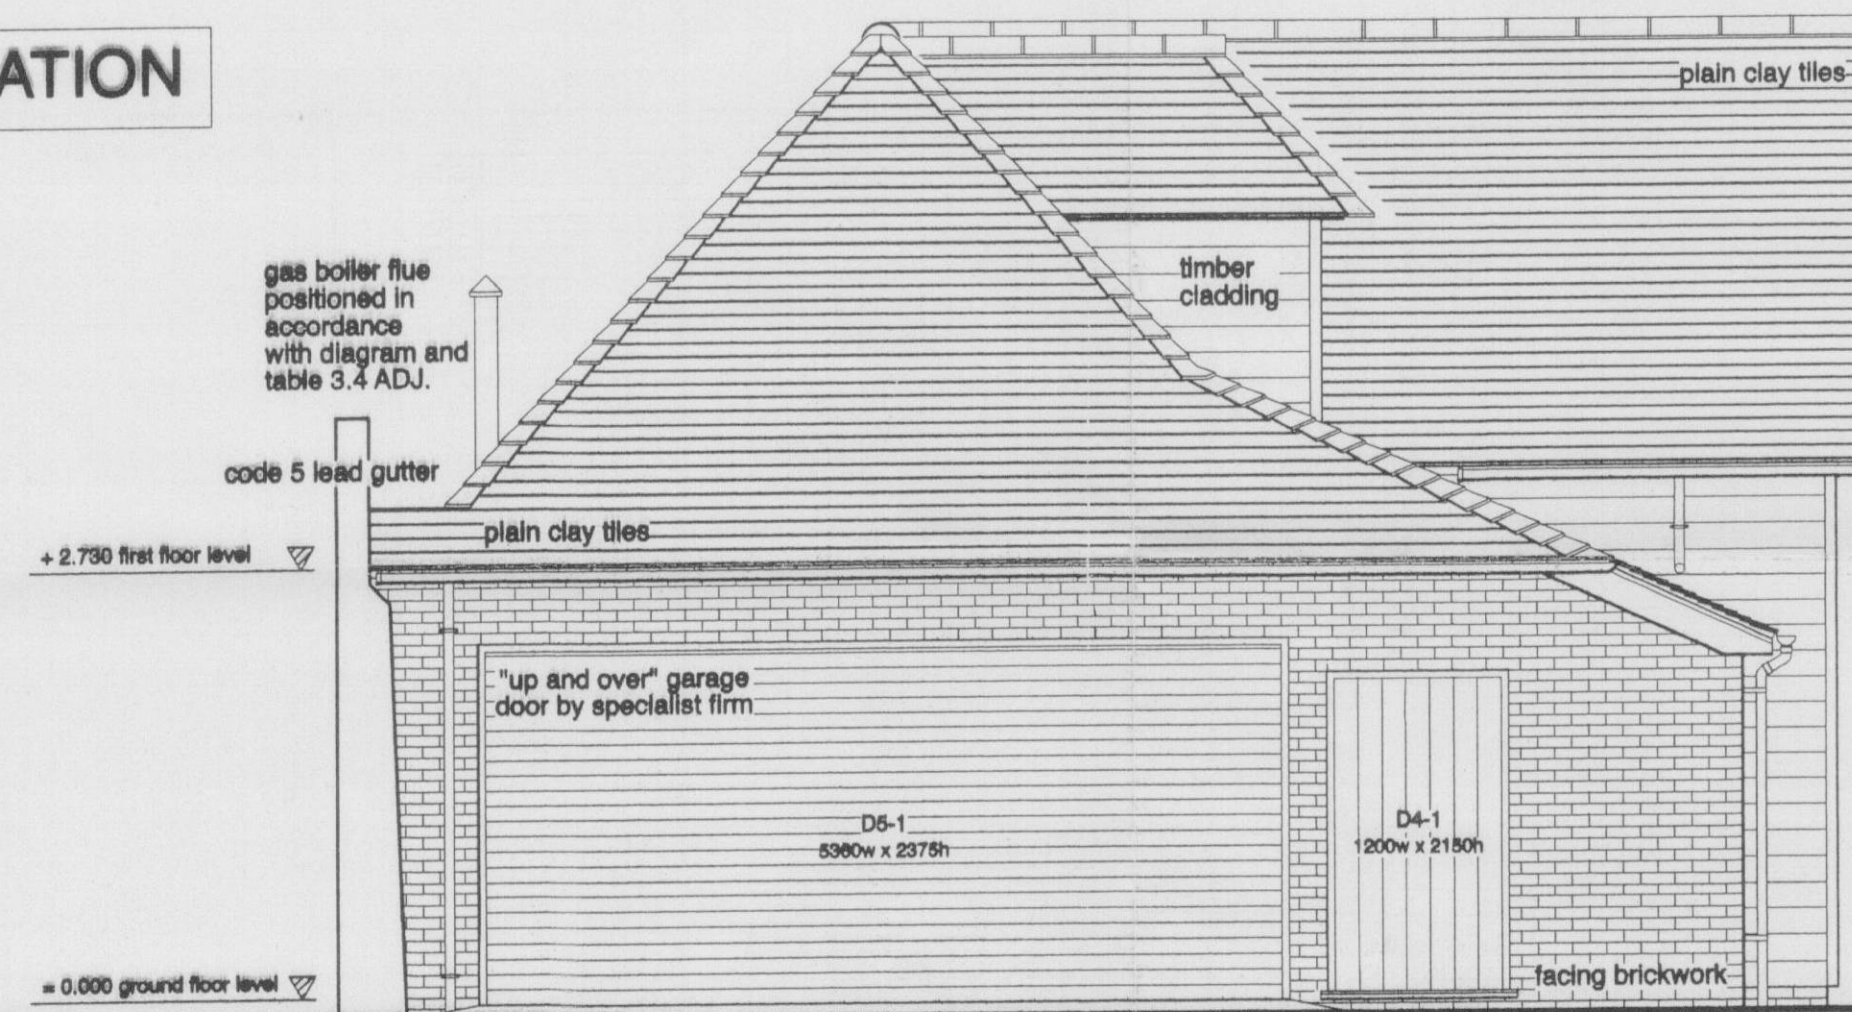 ATION
plain clay tiles
gas boiler flue
positioned in
accordance
with diagram and
table 3.4 ADJ.
timber
cladding
code 5 lead gutter
plain clay tiles
+ 2.730 first floor level
"up and over" garage
door by specialist firm
D5-1
5360w x 2375h
D4-1
1200w x 2150h
facing brickwork
= 0.000 ground floor level